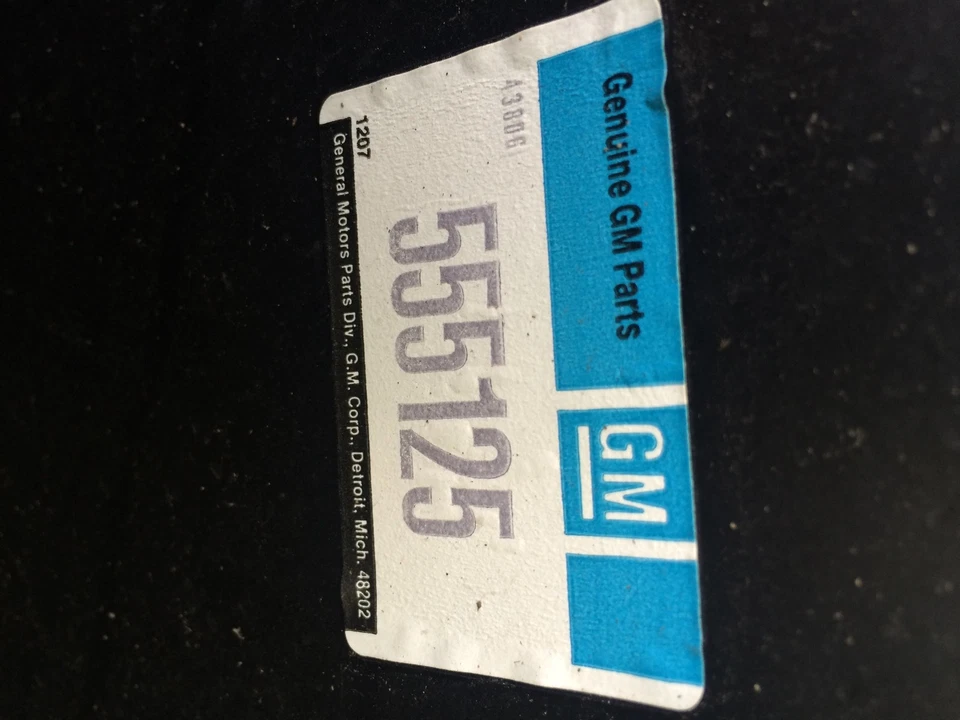 Genuine GM Parts
GM
A3806
555125
1207
General Motors Parts Div., G.M. Corp., Detroit, Mich. 48202